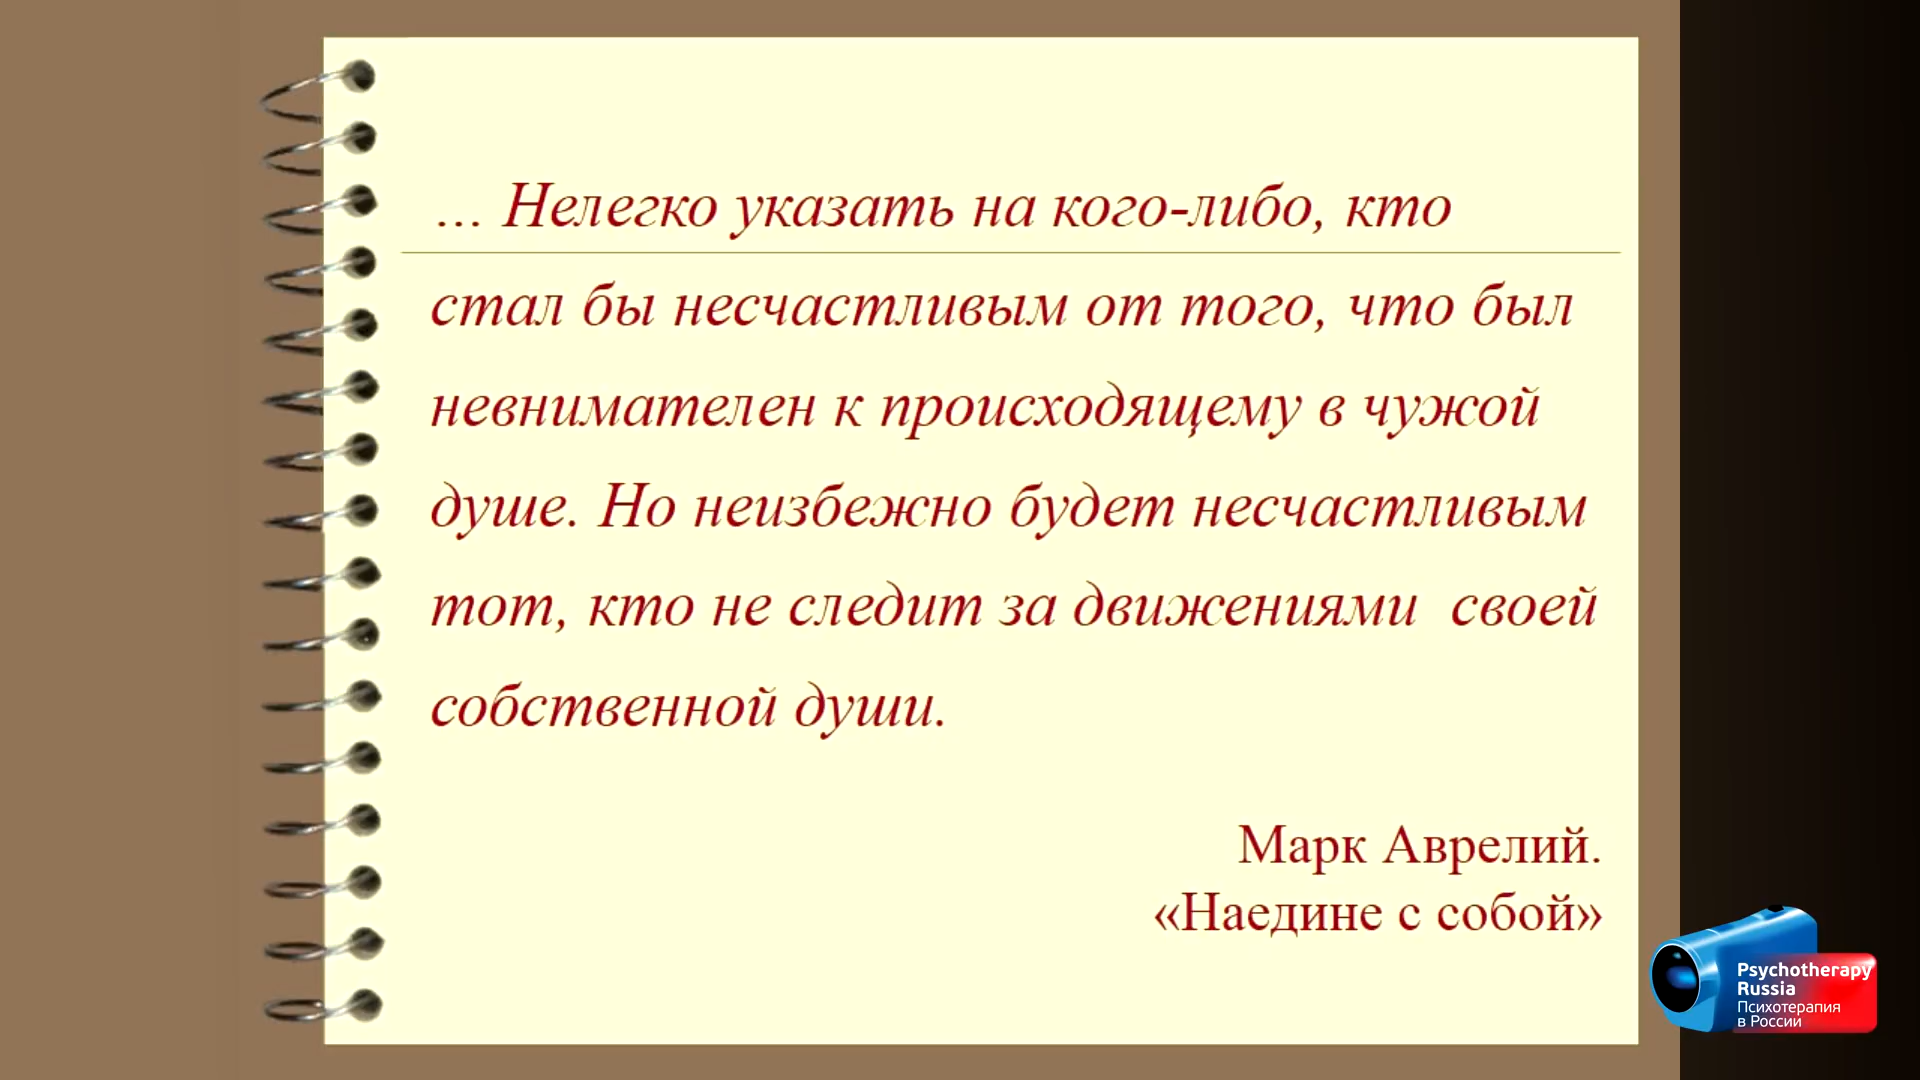 ... Нелегко указать на кого-либо, кто
стал бы несчастливым от того, что был
невнимателен к происходящему в чужой
душе. Но неизбежно будет несчастливым
тот, кто не следит за движениями своей
собственной души.
Марк Аврелий.
«Наедине с собой»
Psychotherapy
Russia
Психотерапия
в России